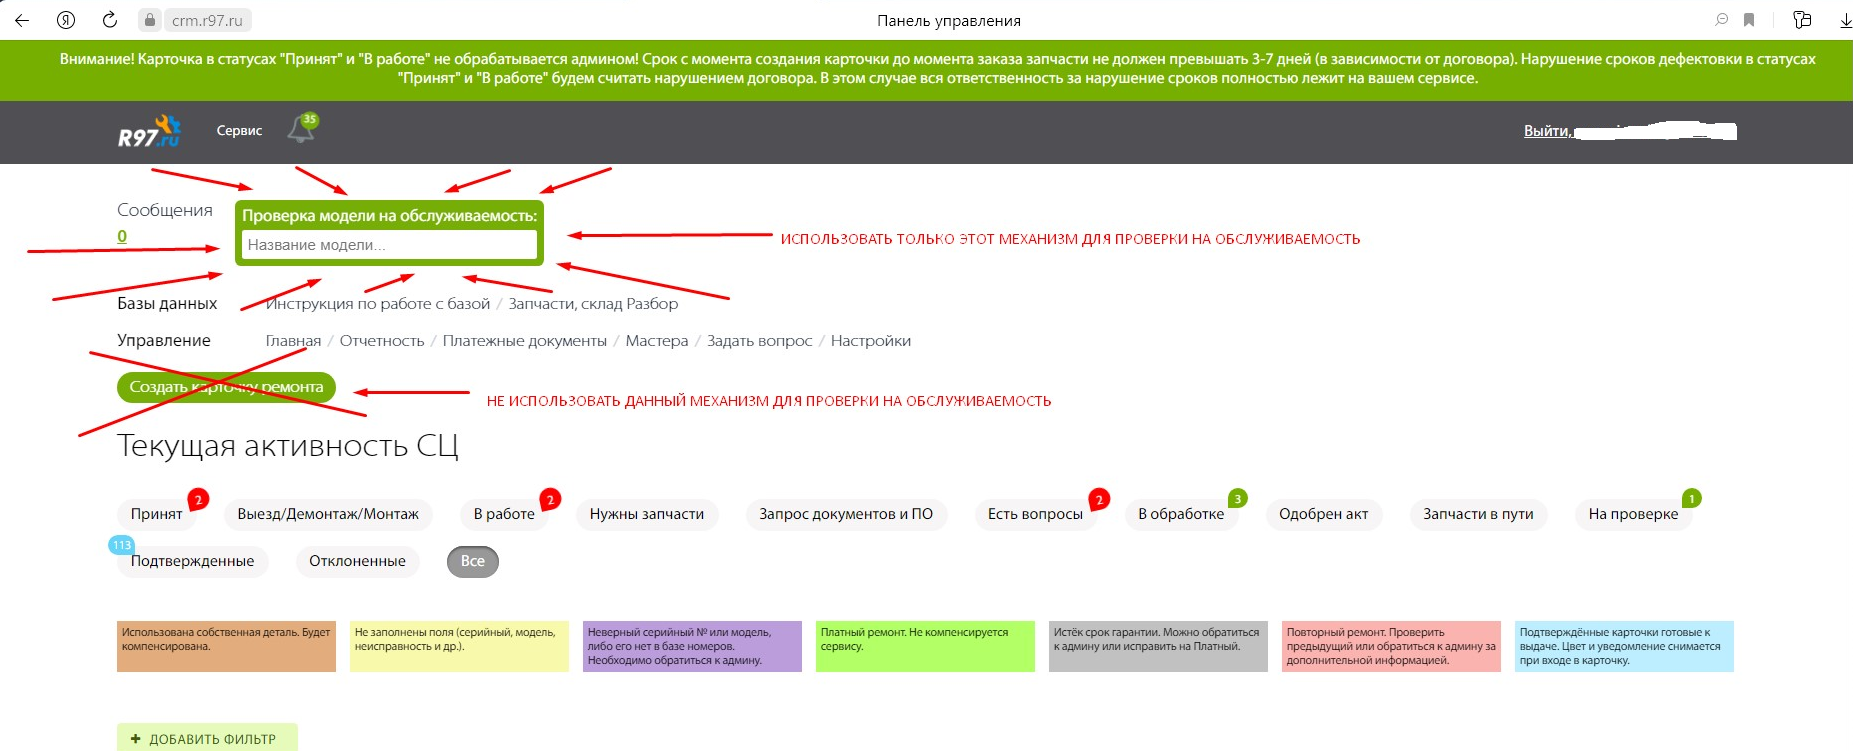 crm.r97.ru
Панель управления
Внимание! Карточка в статусах "Принят" и "В работе" не обрабатывается админом! Срок с момента создания карточки до момента заказа запчасти не должен превышать 3-7 дней (в зависимости от договора). Нарушение сроков дефектовки в статусах
"Принят" и "В работе" будем считать нарушением договора. В этом случае вся ответственность за нарушение сроков полностью лежит на вашем сервисе.
R97.ru
Сервис
35
Выйти,
Сообщения
0
Проверка модели на обслуживаемость:
Название модели...
ИСПОЛЬЗОВАТЬ ТОЛЬКО ЭТОТ МЕХАНИЗМ ДЛЯ ПРОВЕРКИ НА ОБСЛУЖИВАЕМОСТЬ
Базы данных
Инструкция по работе с базой / Запчасти, склад Разбор
Управление
Главная / Отчетность / Платежные документы / Мастера / Задать вопрос / Настройки
Создать карточку ремонта
НЕ ИСПОЛЬЗОВАТЬ ДАННЫЙ МЕХАНИЗМ ДЛЯ ПРОВЕРКИ НА ОБСЛУЖИВАЕМОСТЬ
Текущая активность СЦ
Принят 2
Выезд/Демонтаж/Монтаж
В работе 2
Нужны запчасти
Запрос документов и ПО
Есть вопросы 2
В обработке 3
Одобрен акт
Запчасти в пути
На проверке 1
113
Подтвержденные
Отклоненные
Все
Использована собственная деталь. Будет
компенсирована.
Не заполнены поля (серийный, модель,
неисправность и др.).
Неверный серийный № или модель,
либо его нет в базе номеров.
Необходимо обратиться к админу.
Платный ремонт. Не компенсируется
сервису.
Истёк срок гарантии. Можно обратиться
к админу или исправить на Платный.
Повторный ремонт. Проверить
предыдущий или обратиться к админу за
дополнительной информацией.
Подтверждённые карточки готовые к
выдаче. Цвет и уведомление снимается
при входе в карточку.
+ ДОБАВИТЬ ФИЛЬТР